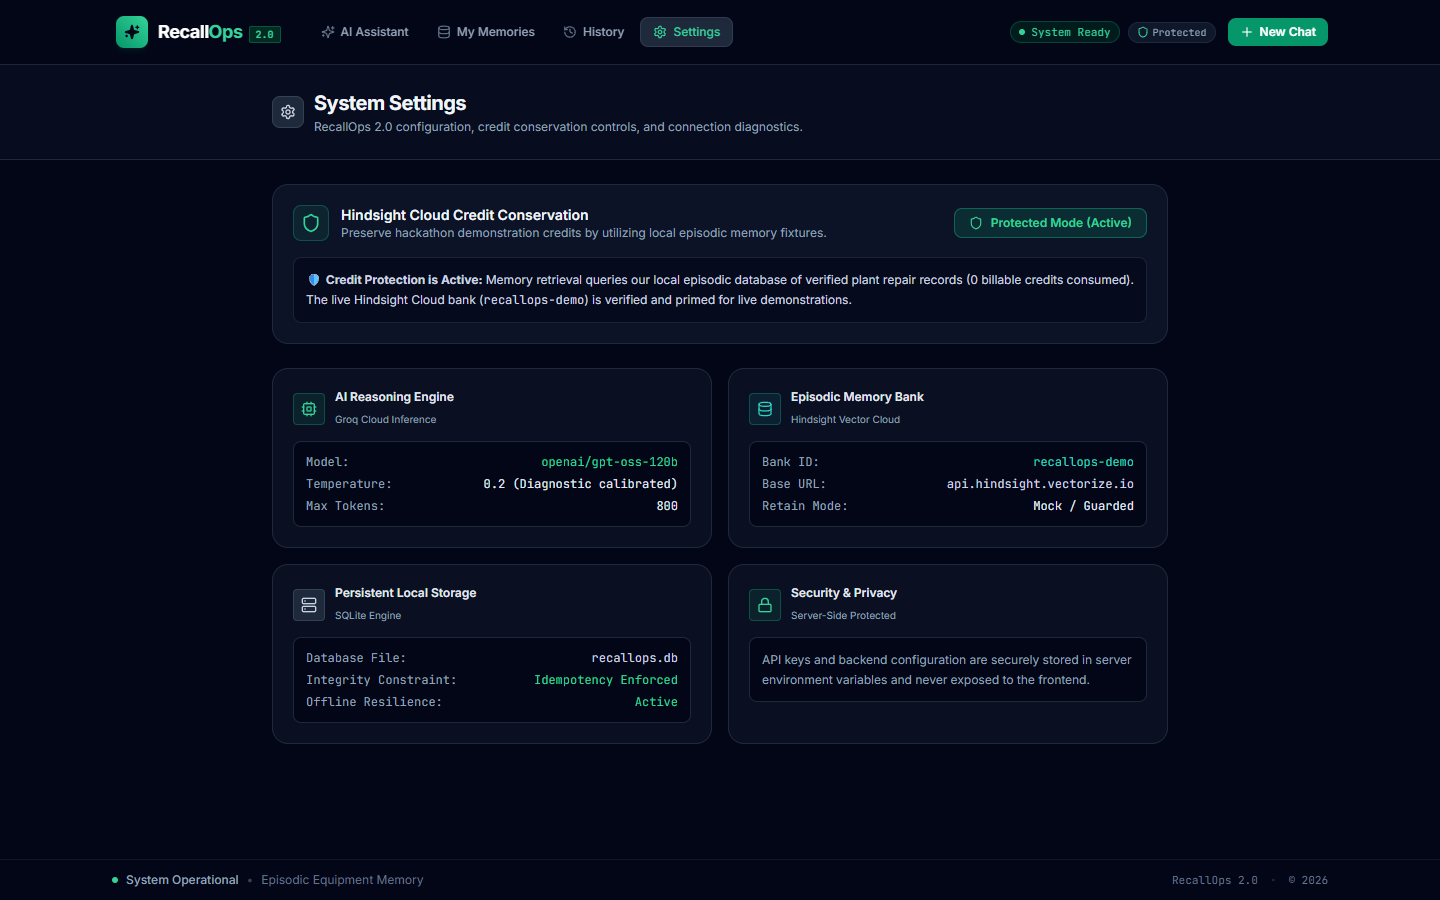 RecallOps 2.0
AI Assistant
My Memories
History
Settings
System Ready
Protected
New Chat
System Settings
RecallOps 2.0 configuration, credit conservation controls, and connection diagnostics.
Hindsight Cloud Credit Conservation
Preserve hackathon demonstration credits by utilizing local episodic memory fixtures.
Protected Mode (Active)
Credit Protection is Active: Memory retrieval queries our local episodic database of verified plant repair records (0 billable credits consumed).
The live Hindsight Cloud bank (recallops-demo) is verified and primed for live demonstrations.
AI Reasoning Engine
Groq Cloud Inference
Model: openai/gpt-oss-120b
Temperature: 0.2 (Diagnostic calibrated)
Max Tokens: 800
Episodic Memory Bank
Hindsight Vector Cloud
Bank ID: recallops-demo
Base URL: api.hindsight.vectorize.io
Retain Mode: Mock / Guarded
Persistent Local Storage
SQLite Engine
Database File: recallops.db
Integrity Constraint: Idempotency Enforced
Offline Resilience: Active
Security & Privacy
Server-Side Protected
API keys and backend configuration are securely stored in server
environment variables and never exposed to the frontend.
System Operational • Episodic Equipment Memory
RecallOps 2.0 · © 2026